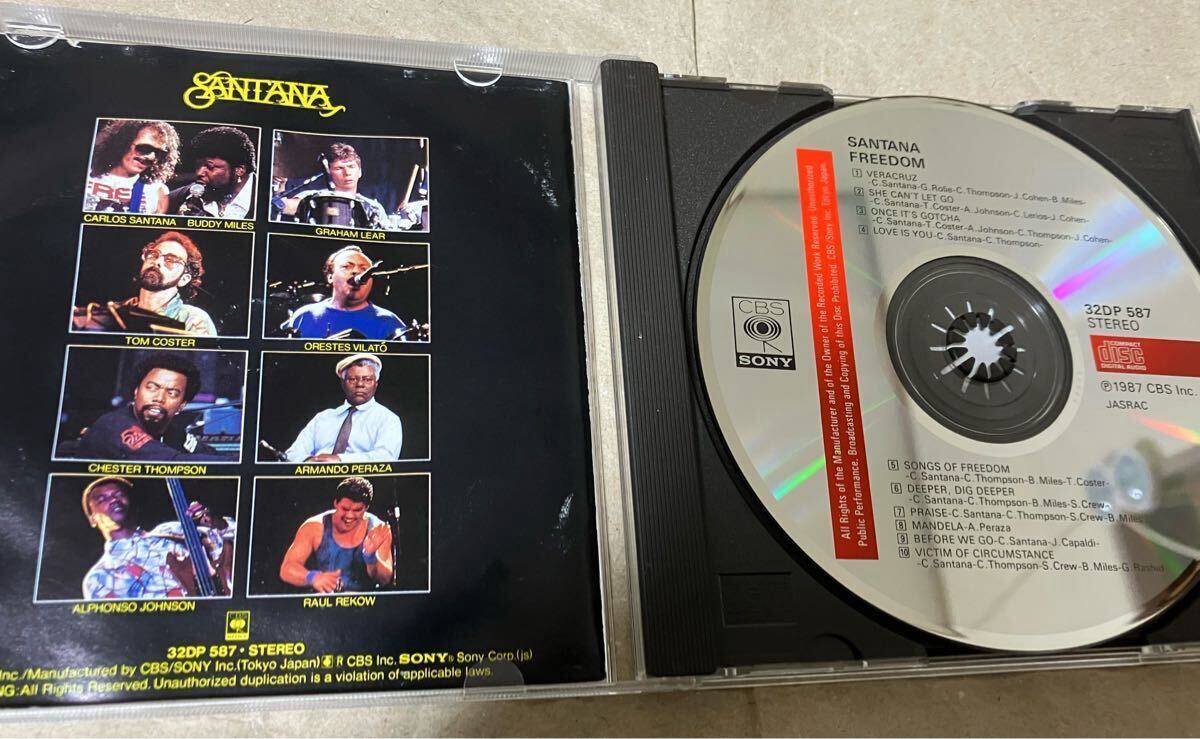 SANTANA
FREE
CARLOS SANTANA BUDDY MILES
GRAHAM LEAR
TOM COSTER
ORESTES VILATÓ
CHESTER THOMPSON
ARMANDO PERAZA
ALPHONSO JOHNSON
RAUL REKOW
32DP 587・STEREO
Inc./Manufactured by CBS/SONY Inc.(Tokyo Japan) R CBS Inc. SONY® Sony Corp.(js)
NG: All Rights Reserved. Unauthorized duplication is a violation of applicable laws.
SANTANA
FREEDOM
1 VERACRUZ
-C.Santana-G.Rolie-C.Thompson-J.Cohen-B.Miles-
2 SHE CAN'T LET GO
-C.Santana-T.Coster-A.Johnson-C.Lerios-J.Cohen-
3 ONCE IT'S GOTCHA
-C.Santana-T.Coster-A.Johnson-C.Thompson-J.Cohen-
4 LOVE IS YOU-C.Santana-C.Thompson-
All Rights of the Manufacturer and of the Owner of the Recorded Work Reserved. Unauthorized
Public Performance, Broadcasting and Copying of this Disc Prohibited. CBS/Sony Inc. Tokyo, Japan.
CBS
SONY
32DP 587
STEREO
COMPACT
disc
DIGITAL AUDIO
℗1987 CBS Inc.
JASRAC
5 SONGS OF FREEDOM
-C.Santana-C.Thompson-B.Miles-T.Coster-
6 DEEPER, DIG DEEPER
-C.Santana-C.Thompson-B.Miles-S.Crew-
7 PRAISE-C.Santana-C.Thompson-S.Crew-B.Miles-
8 MANDELA-A.Peraza
9 BEFORE WE GO-C.Santana-J.Capaldi-
10 VICTIM OF CIRCUMSTANCE
-C.Santana-C.Thompson-S.Crew-B.Miles-G.Rashid-